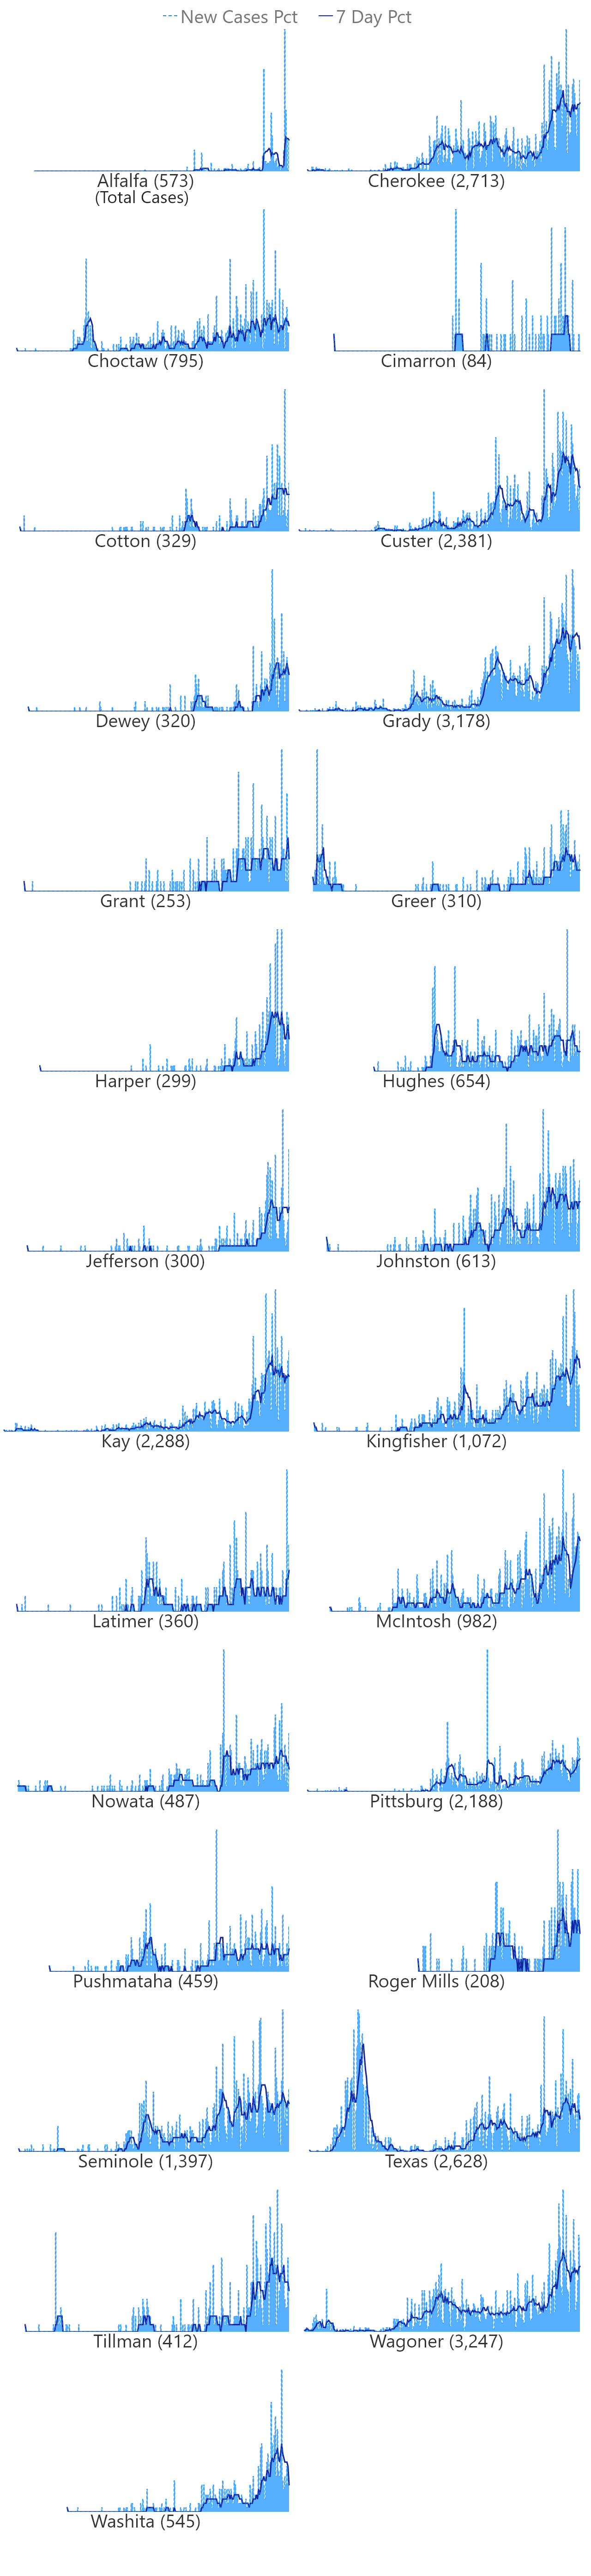 New Cases Pct 7 Day Pct
Alfalfa (573)
(Total Cases)
Cherokee (2,713)
Choctaw (795)
Cimarron (84)
Cotton (329)
Custer (2,381)
Dewey (320)
Grady (3,178)
Grant (253)
Greer (310)
Harper (299)
Hughes (654)
Jefferson (300)
Johnston (613)
Kay (2,288)
Kingfisher (1,072)
Latimer (360)
McIntosh (982)
Nowata (487)
Pittsburg (2,188)
Pushmataha (459)
Roger Mills (208)
Seminole (1,397)
Texas (2,628)
Tillman (412)
Wagoner (3,247)
Washita (545)